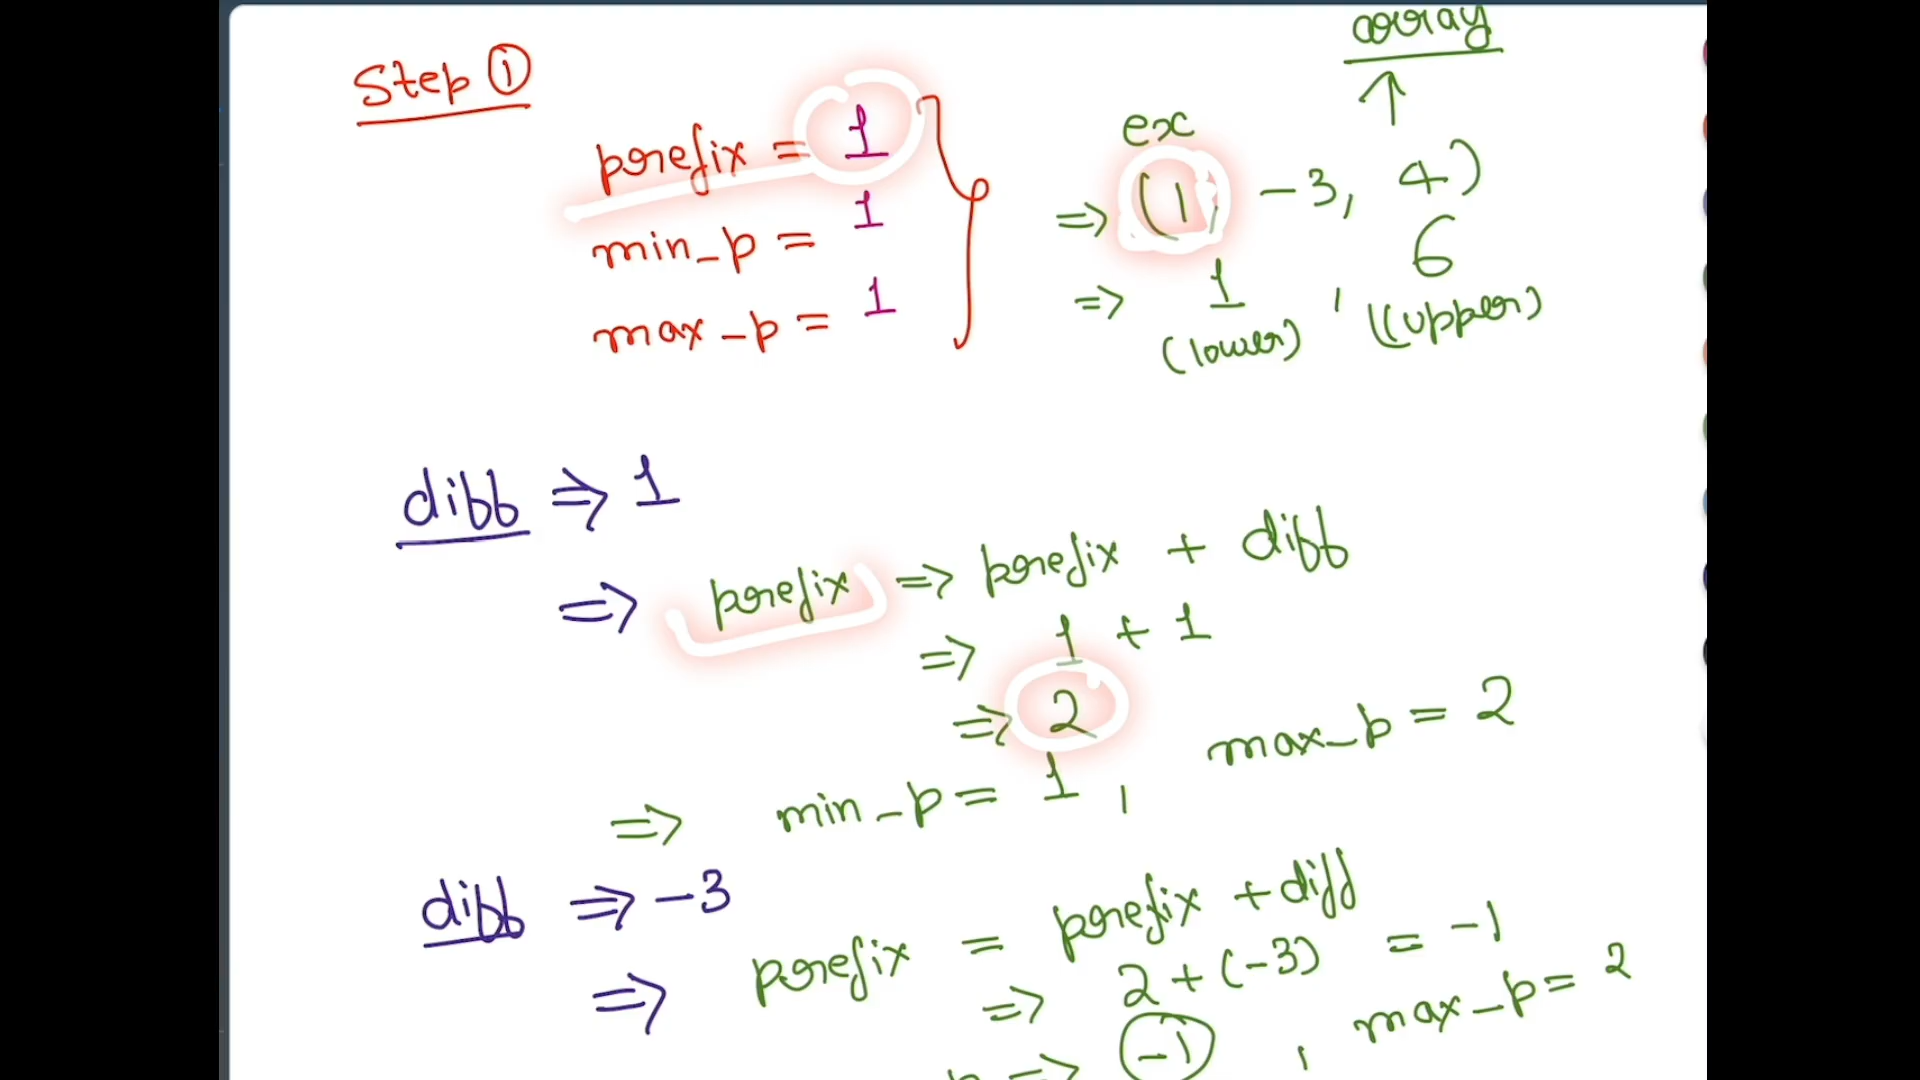 Step ①
prefix = 1
min_p = 1
max_p = 1
array
↑
ex
⇒ (1, -3, 4)
⇒ 1 , 6
(lower) (upper)
diff ⇒ 1
⇒ prefix ⇒ prefix + diff
⇒ 1 + 1
⇒ 2
⇒ min_p = 1 , max_p = 2
diff ⇒ -3
⇒ prefix = prefix + diff
⇒ 2 + (-3) = -1
⇒ -1 , max_p = 2